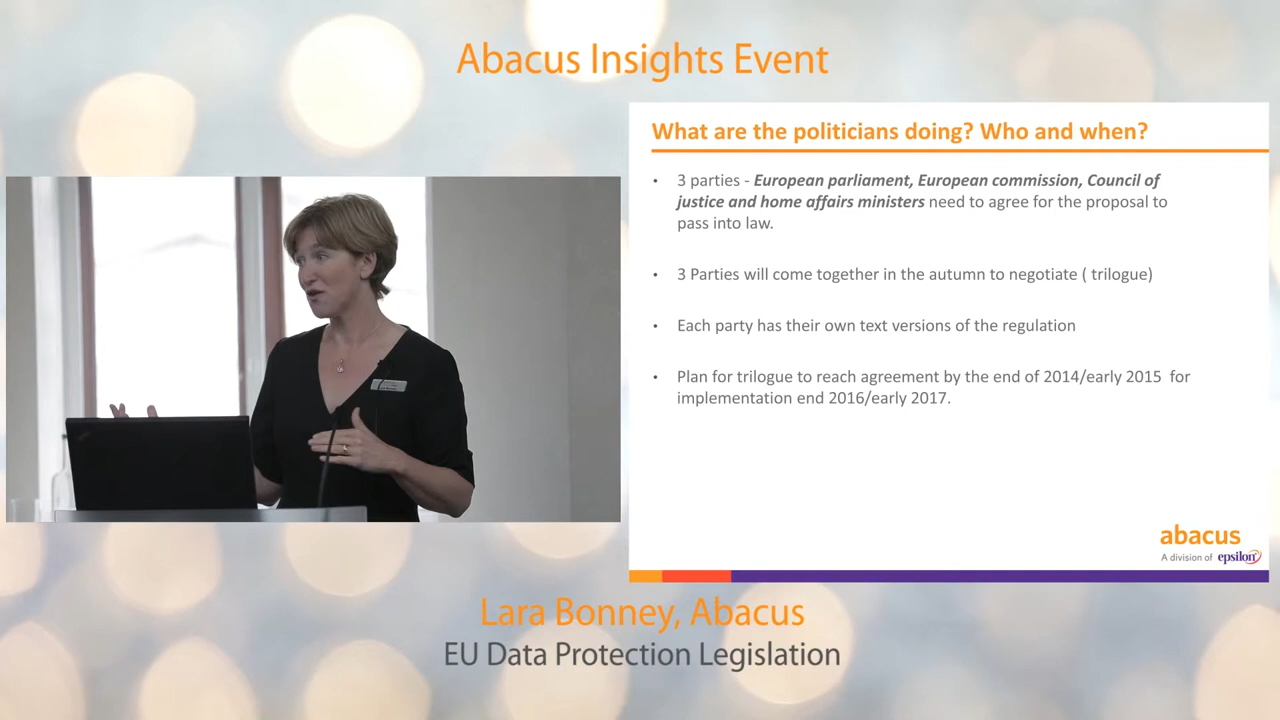 Abacus Insights Event
What are the politicians doing? Who and when?
• 3 parties - European parliament, European commission, Council of
justice and home affairs ministers need to agree for the proposal to
pass into law.
• 3 Parties will come together in the autumn to negotiate ( trilogue)
• Each party has their own text versions of the regulation
• Plan for trilogue to reach agreement by the end of 2014/early 2015 for
implementation end 2016/early 2017.
abacus
A division of epsilon
Lara Bonney, Abacus
EU Data Protection Legislation